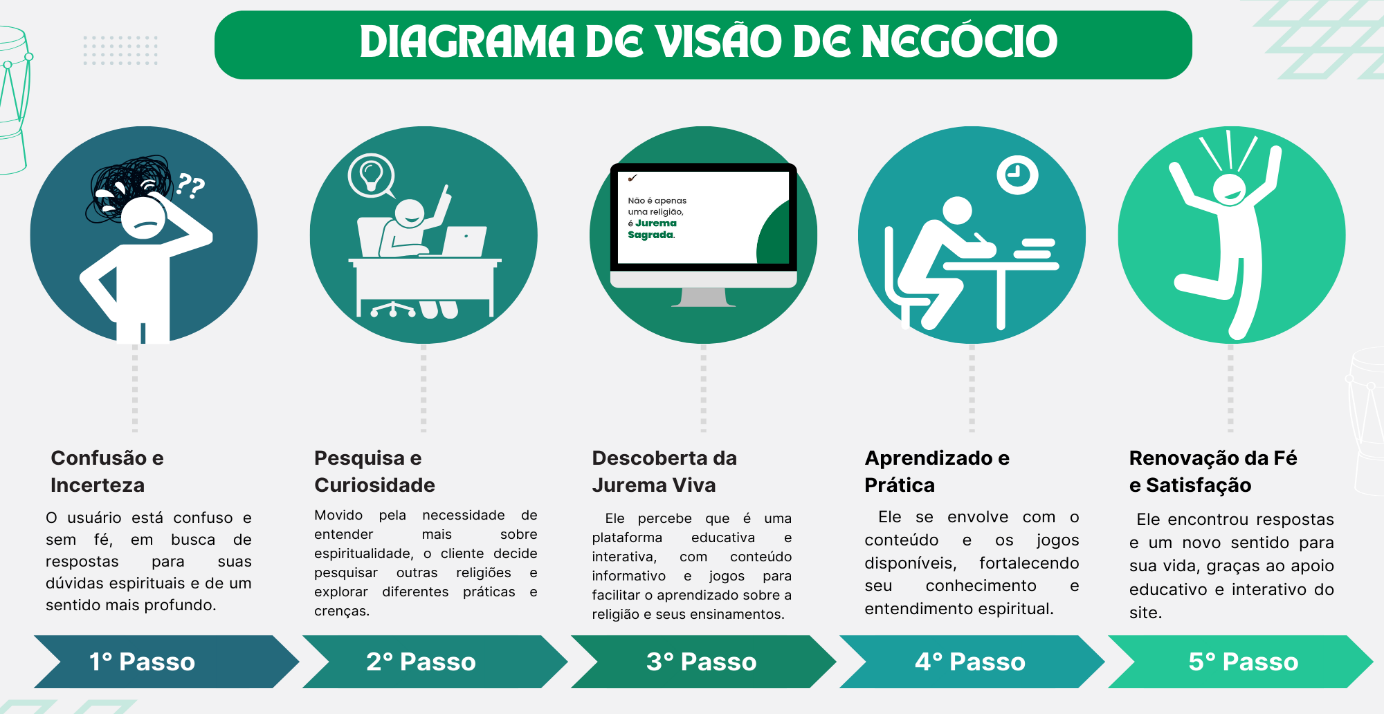 DIAGRAMA DE VISÃO DE NEGÓCIO
??
Não é apenas
uma religião,
é Jurema
Sagrada.
Confusão e
Incerteza
O usuário está confuso e
sem fé, em busca de
respostas para suas
dúvidas espirituais e de um
sentido mais profundo.
Pesquisa e
Curiosidade
Movido pela necessidade de
entender mais sobre
espiritualidade, o cliente decide
pesquisar outras religiões e
explorar diferentes práticas e
crenças.
Descoberta da
Jurema Viva
Ele percebe que é uma
plataforma educativa e
interativa, com conteúdo
informativo e jogos para
facilitar o aprendizado sobre a
religião e seus ensinamentos.
Aprendizado e
Prática
Ele se envolve com o
conteúdo e os jogos
disponíveis, fortalecendo
seu conhecimento e
entendimento espiritual.
Renovação da Fé
e Satisfação
Ele encontrou respostas
e um novo sentido para
sua vida, graças ao apoio
educativo e interativo do
site.
1° Passo
2° Passo
3° Passo
4° Passo
5° Passo